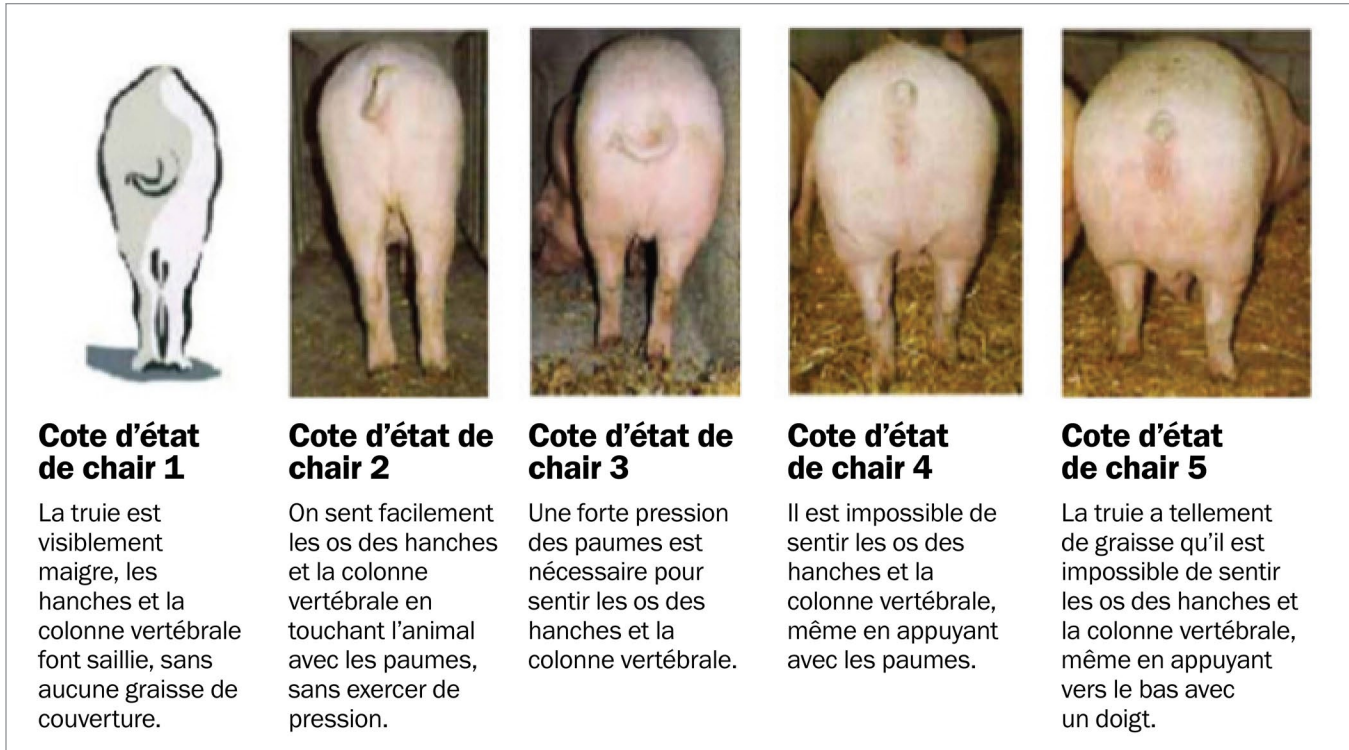 Cote d’état
de chair 1
La truie est
visiblement
maigre, les
hanches et la
colonne vertébrale
font saillie, sans
aucune graisse de
couverture.
Cote d’état de
chair 2
On sent facilement
les os des hanches
et la colonne
vertébrale en
touchant l’animal
avec les paumes,
sans exercer de
pression.
Cote d’état de
chair 3
Une forte pression
des paumes est
nécessaire pour
sentir les os des
hanches et la
colonne vertébrale.
Cote d’état
de chair 4
Il est impossible de
sentir les os des
hanches et la
colonne vertébrale,
même en appuyant
avec les paumes.
Cote d’état
de chair 5
La truie a tellement
de graisse qu’il est
impossible de sentir
les os des hanches et
la colonne vertébrale,
même en appuyant
vers le bas avec
un doigt.